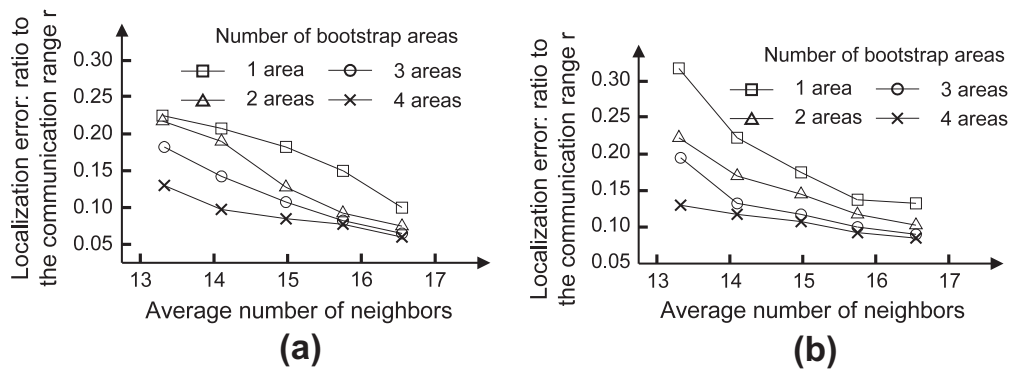 Localization error: ratio to
the communication range r
0.30
0.25
0.20
0.15
0.10
0.05
Number of bootstrap areas
1 area
3 areas
2 areas
4 areas
13
14
15
16
17
Average number of neighbors
(a)
Localization error: ratio to
the communication range r
0.30
0.25
0.20
0.15
0.10
0.05
Number of bootstrap areas
1 area
3 areas
2 areas
4 areas
13
14
15
16
17
Average number of neighbors
(b)